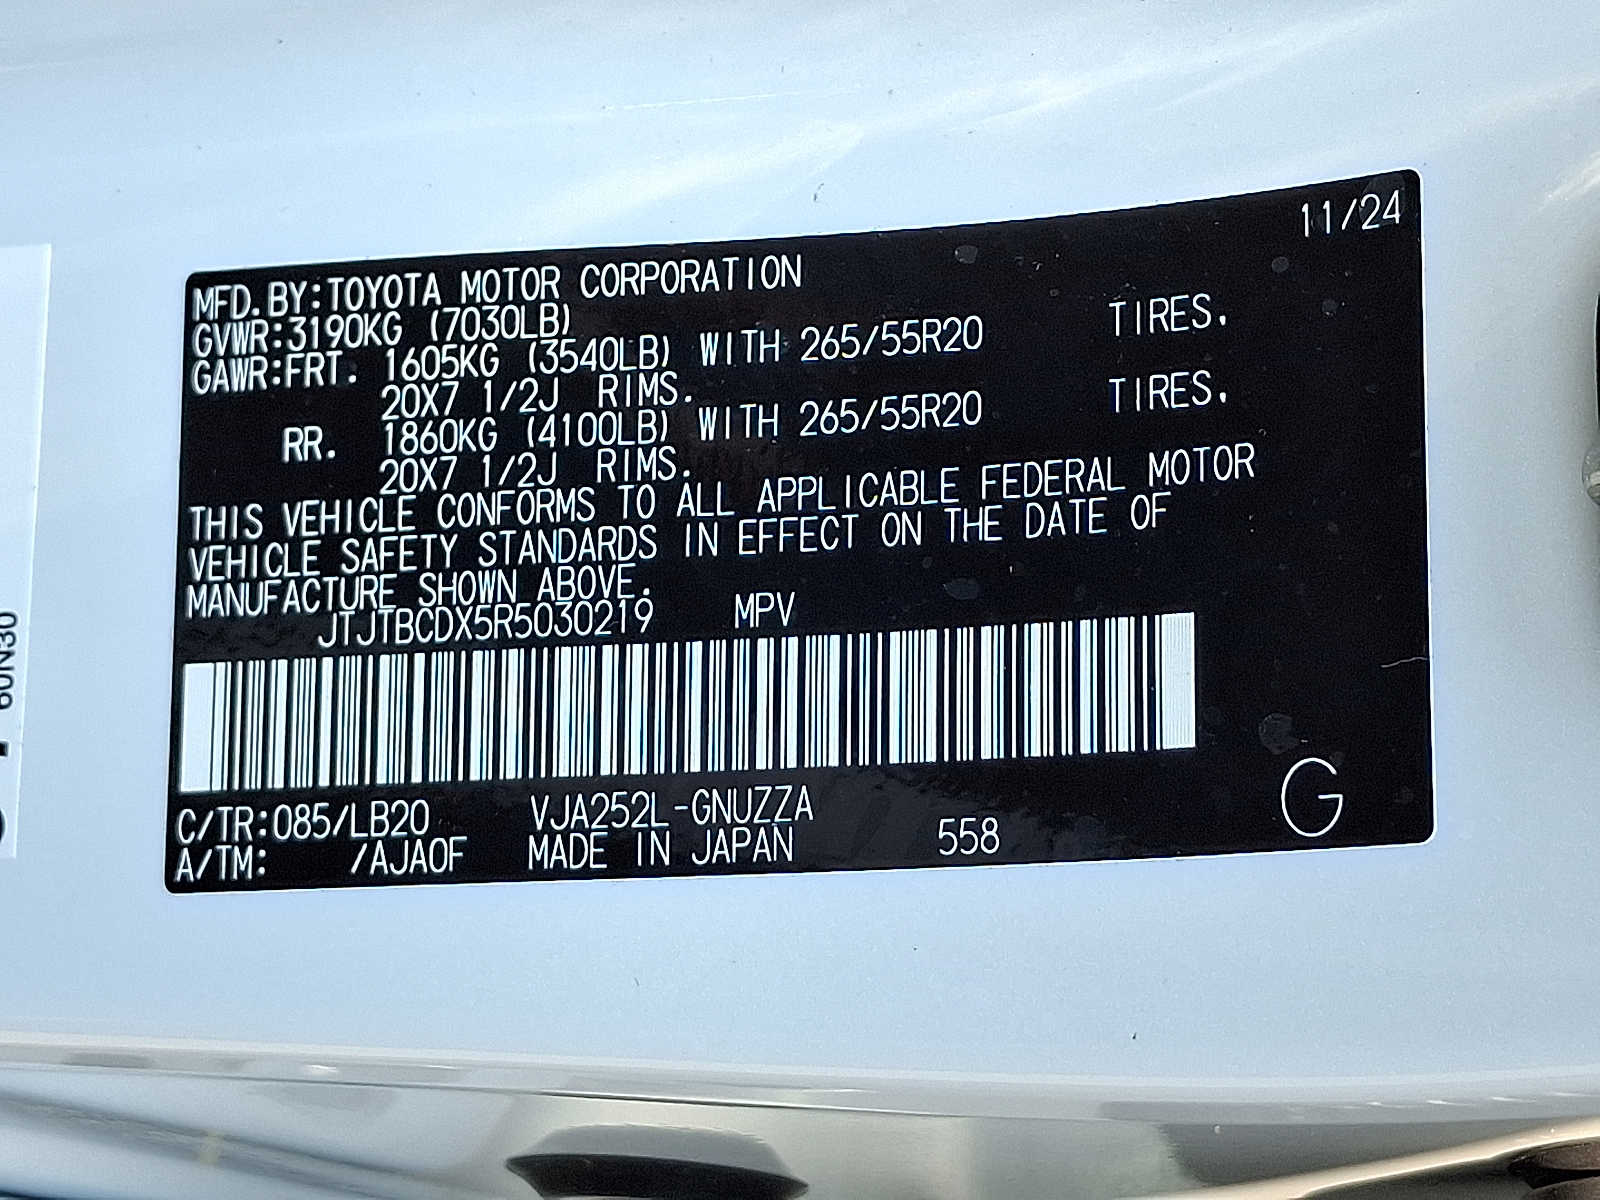 11/24
MFD.BY:TOYOTA MOTOR CORPORATION
GVWR:3190KG (7030LB)
GAWR:FRT. 1605KG (3540LB) WITH 265/55R20 TIRES.
20X7 1/2J RIMS.
RR. 1860KG (4100LB) WITH 265/55R20 TIRES.
20X7 1/2J RIMS.
THIS VEHICLE CONFORMS TO ALL APPLICABLE FEDERAL MOTOR
VEHICLE SAFETY STANDARDS IN EFFECT ON THE DATE OF
MANUFACTURE SHOWN ABOVE.
JTJTBCDX5R5030219 MPV
C/TR:085/LB20 VJA252L-GNUZZA
A/TM: /AJA0F MADE IN JAPAN 558 G
60N30